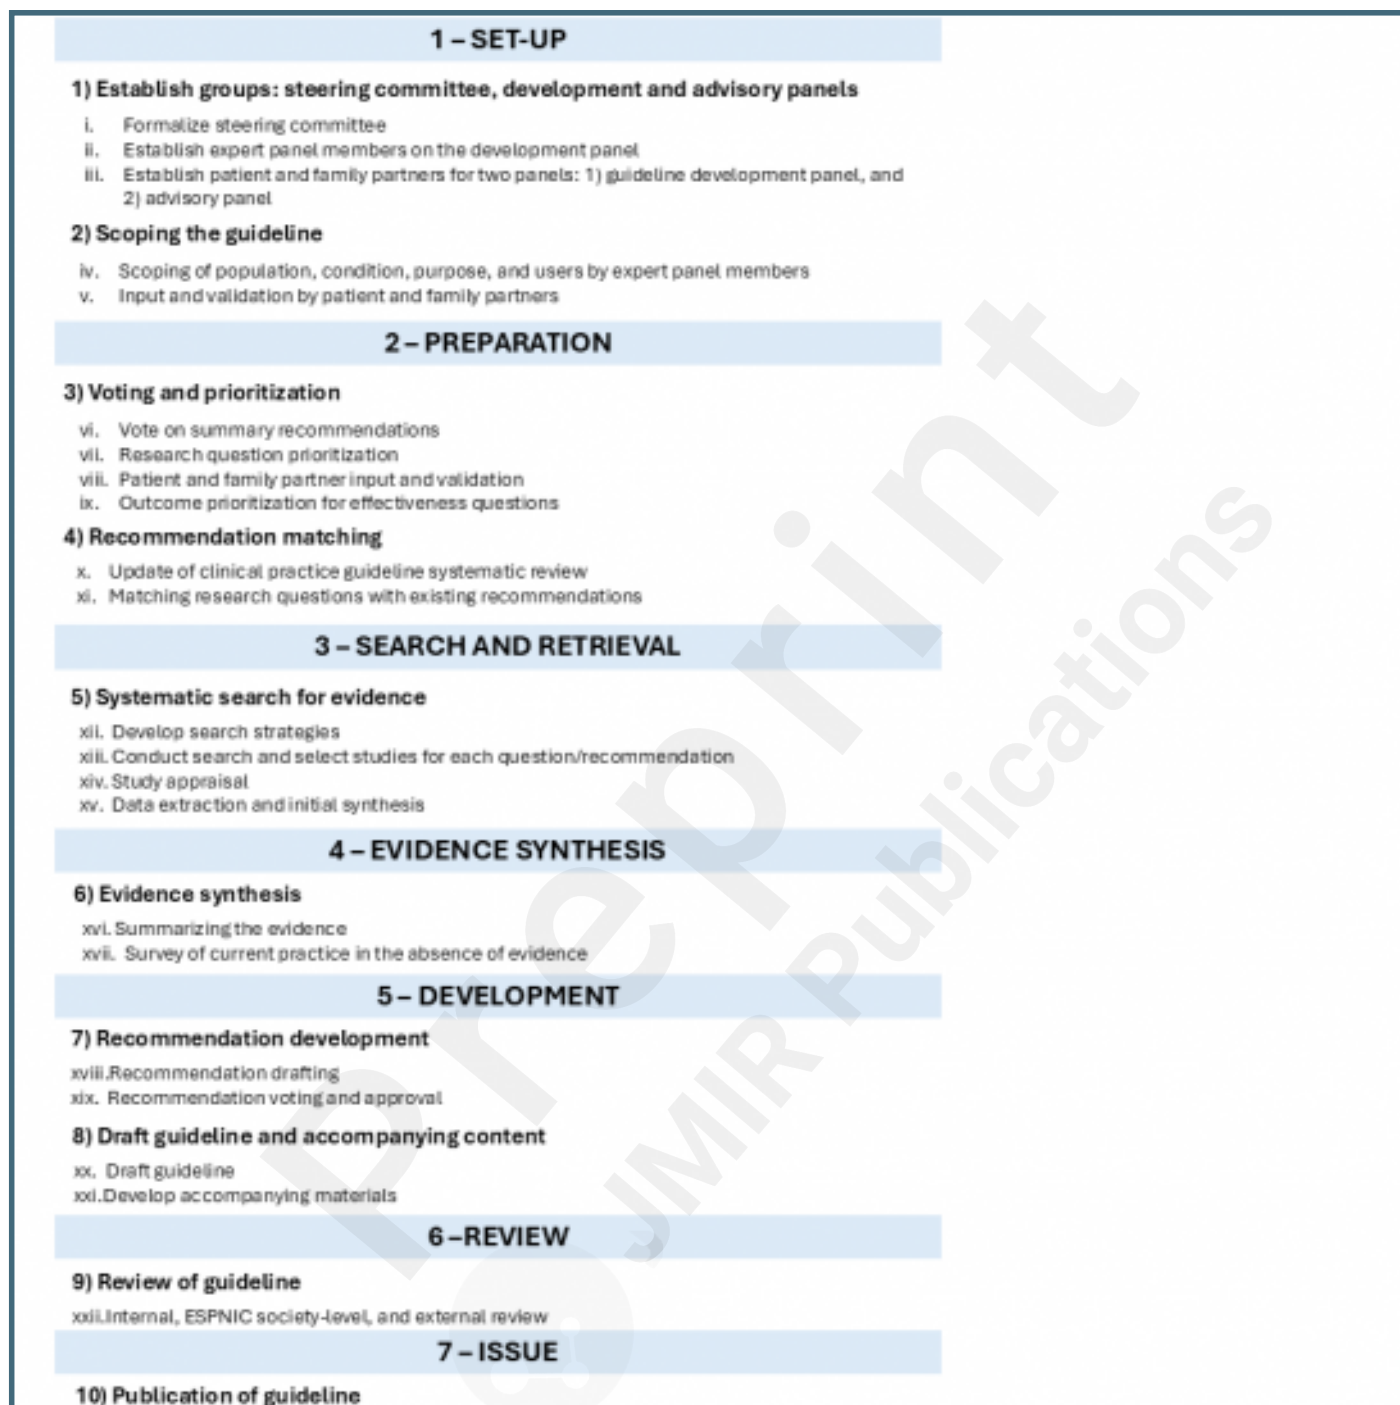 1 – SET-UP
1) Establish groups: steering committee, development and advisory panels
i. Formalize steering committee
ii. Establish expert panel members on the development panel
iii. Establish patient and family partners for two panels: 1) guideline development panel, and
2) advisory panel
2) Scoping the guideline
iv. Scoping of population, condition, purpose, and users by expert panel members
v. Input and validation by patient and family partners
2 – PREPARATION
3) Voting and prioritization
vi. Vote on summary recommendations
vii. Research question prioritization
viii. Patient and family partner input and validation
ix. Outcome prioritization for effectiveness questions
4) Recommendation matching
x. Update of clinical practice guideline systematic review
xi. Matching research questions with existing recommendations
3 – SEARCH AND RETRIEVAL
5) Systematic search for evidence
xii. Develop search strategies
xiii. Conduct search and select studies for each question/recommendation
xiv. Study appraisal
xv. Data extraction and initial synthesis
4 – EVIDENCE SYNTHESIS
6) Evidence synthesis
xvi. Summarizing the evidence
xvii. Survey of current practice in the absence of evidence
5 – DEVELOPMENT
7) Recommendation development
xviii. Recommendation drafting
xix. Recommendation voting and approval
8) Draft guideline and accompanying content
xx. Draft guideline
xxi. Develop accompanying materials
6 – REVIEW
9) Review of guideline
xxii. Internal, ESPNIC society-level, and external review
7 – ISSUE
10) Publication of guideline
Preprint
JMIR Publications